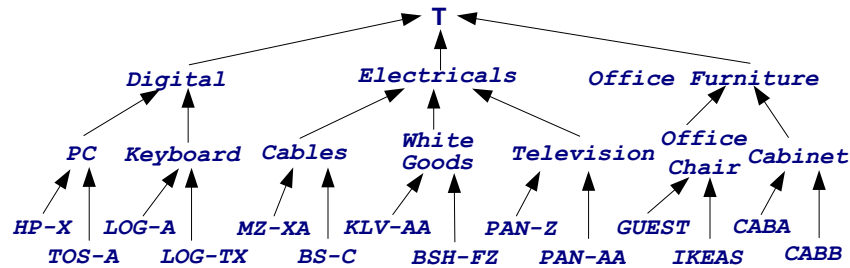 T
Digital Electricals Office Furniture
PC Keyboard Cables White Goods Television Office Chair Cabinet
HP-X LOG-A MZ-XA KLV-AA PAN-Z GUEST CABA
TOS-A LOG-TX BS-C BSH-FZ PAN-AA IKEAS CABB